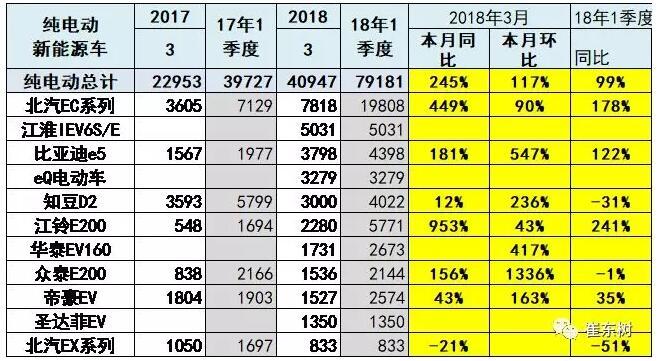 纯电动 2017 17年1 2018 18年1 2018年3月 18年1季度
新能源车 3 季度 3 季度 本月同比 本月环比 同比
纯电动总计 22953 39727 40947 79181 245% 117% 99%
北汽EC系列 3605 7129 7818 19808 449% 90% 178%
江淮IEV6S/E 5031 5031
比亚迪e5 1567 1977 3798 4398 181% 547% 122%
eQ电动车 3279 3279
知豆D2 3593 5799 3000 4022 12% 236% -31%
江铃E200 548 1694 2280 5771 953% 43% 241%
华泰EV160 1731 2673 417%
众泰E200 838 2166 1536 2144 156% 1336% -1%
帝豪EV 1804 1903 1527 2574 43% 163% 35%
圣达菲EV 1350 1350
北汽EX系列 1050 1697 833 833 -21% -51%
崔东树